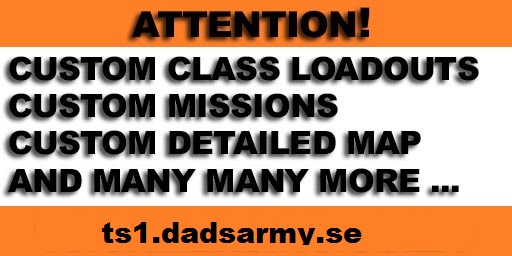 ATTENTION!
CUSTOM CLASS LOADOUTS
CUSTOM MISSIONS
CUSTOM DETAILED MAP
AND MANY MANY MORE ...
ts1.dadsarmy.se